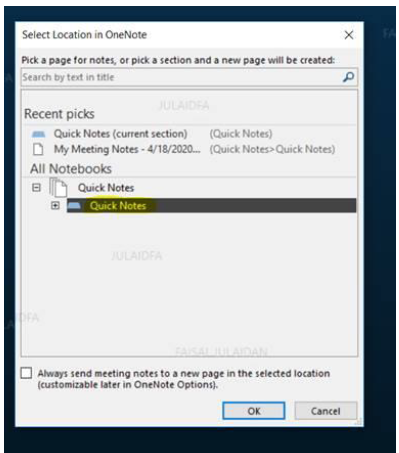 Select Location in OneNote
FA
Pick a page for notes, or pick a section and a new page will be created:
Search by text in title
JULAIDFA
Recent picks
Quick Notes (current section) (Quick Notes)
My Meeting Notes - 4/18/2020... (Quick Notes>Quick Notes)
All Notebooks
Quick Notes
Quick Notes
JULAIDFA
IDFA
FAISAL JULAIDAN
Always send meeting notes to a new page in the selected location
(customizable later in OneNote Options).
OK Cancel